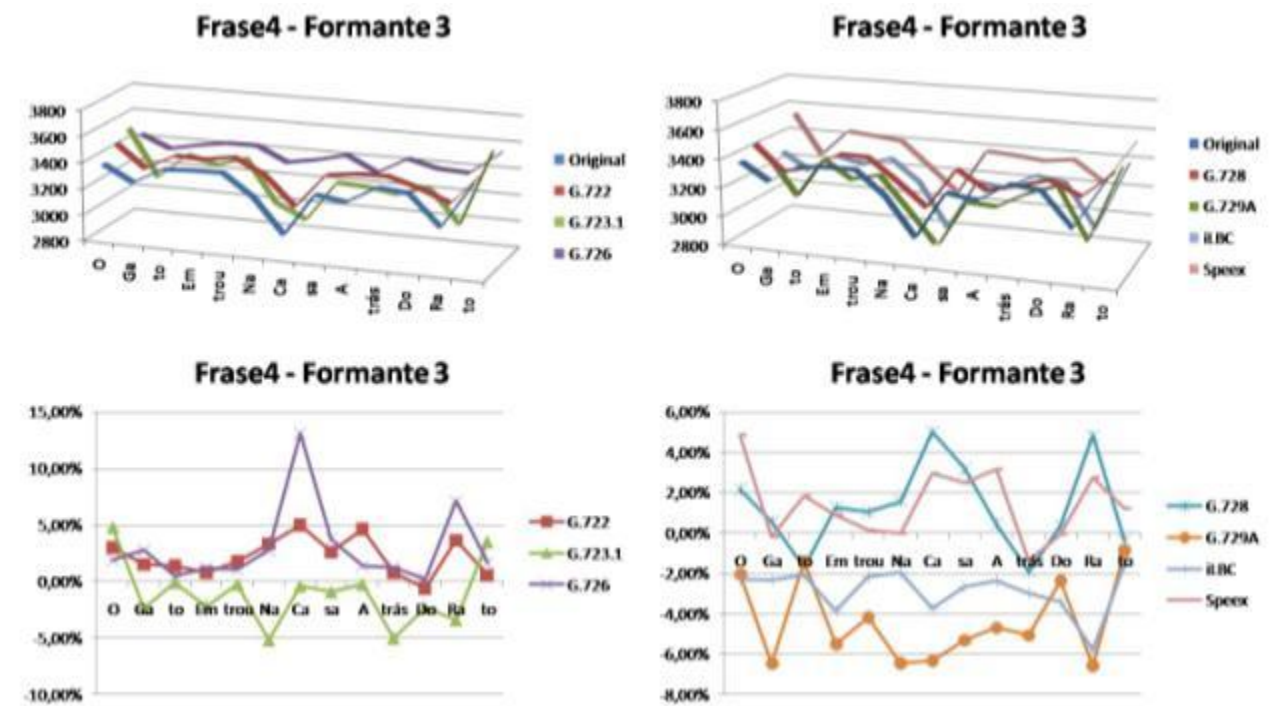 Frase4 - Formante 3
3800
3600
3400
3200
3000
2800
O
Ga
to
Em
trou
Na
Ca
sa
A
trás
Do
Ra
to
Original
G.722
G.723.1
G.726
Frase4 - Formante 3
3800
3600
3400
3200
3000
2800
O
Ga
to
Em
trou
Na
Ca
sa
A
trás
Do
Ra
to
Original
G.728
G.729A
iLBC
Speex
Frase4 - Formante 3
15,00%
10,00%
5,00%
0,00%
-5,00%
-10,00%
O Ga to Em trou Na Ca sa A trás Do Ra to
G.722
G.723.1
G.726
Frase4 - Formante 3
6,00%
4,00%
2,00%
0,00%
-2,00%
-4,00%
-6,00%
-8,00%
O Ga to Em trou Na Ca sa A trás Do Ra to
G.728
G.729A
iLBC
Speex